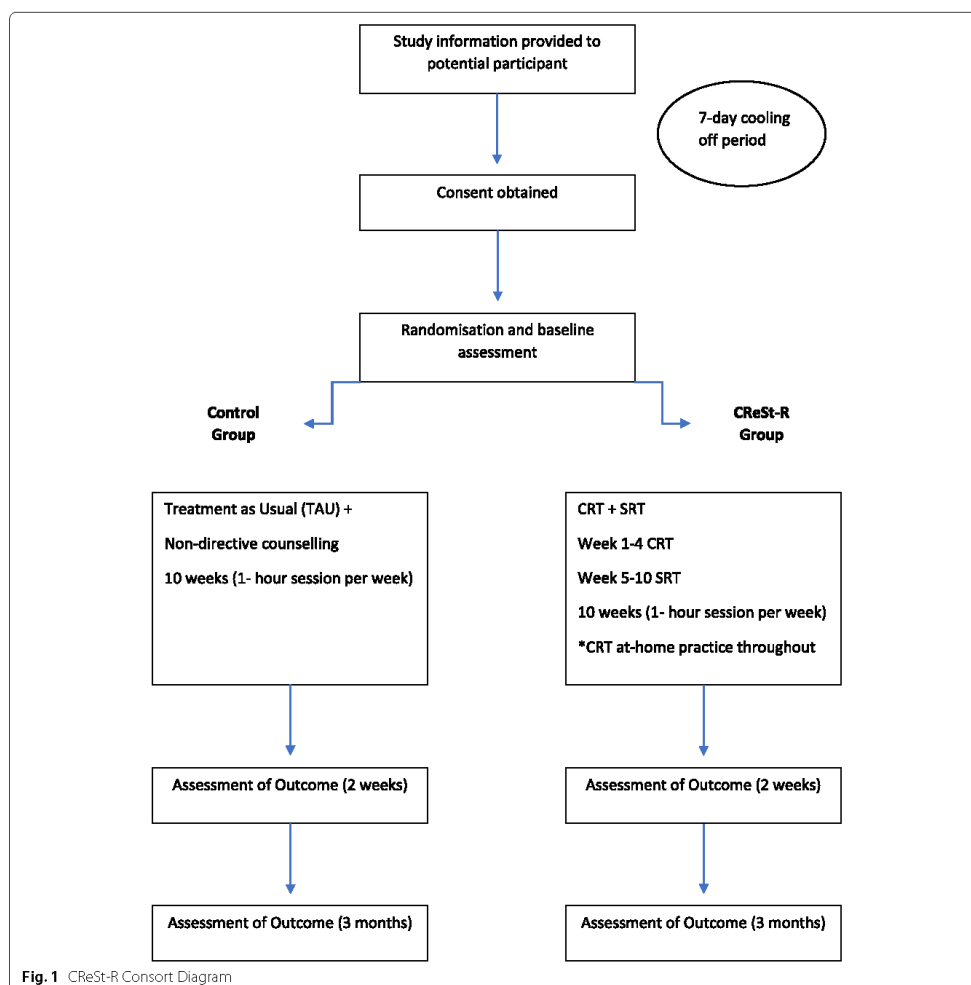 Study information provided to
potential participant
7-day cooling
off period
Consent obtained
Randomisation and baseline
assessment
Control
Group
CReSt-R
Group
Treatment as Usual (TAU) +
Non-directive counselling
10 weeks (1- hour session per week)
CRT + SRT
Week 1-4 CRT
Week 5-10 SRT
10 weeks (1- hour session per week)
*CRT at-home practice throughout
Assessment of Outcome (2 weeks)
Assessment of Outcome (2 weeks)
Assessment of Outcome (3 months)
Assessment of Outcome (3 months)
Fig. 1 CReSt-R Consort Diagram